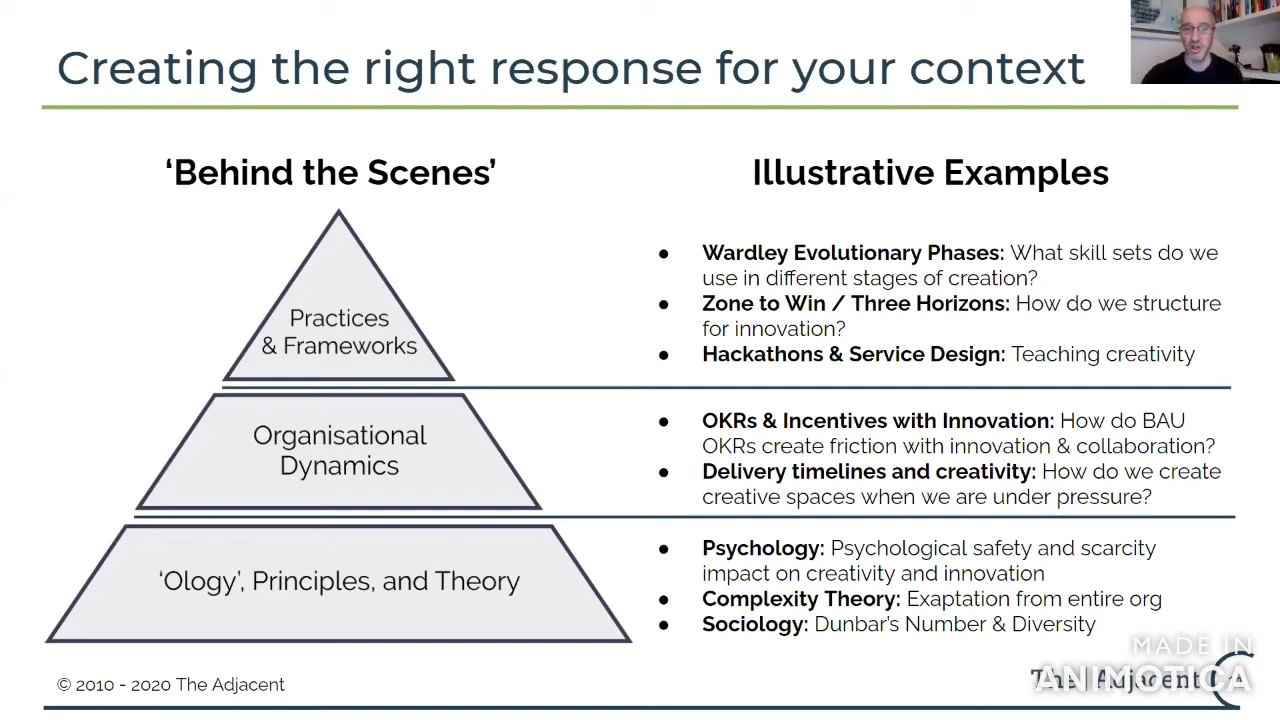 Creating the right response for your context
‘Behind the Scenes’
Practices
& Frameworks
Organisational
Dynamics
‘Ology’, Principles, and Theory
Illustrative Examples
● Wardley Evolutionary Phases: What skill sets do we
use in different stages of creation?
● Zone to Win / Three Horizons: How do we structure
for innovation?
● Hackathons & Service Design: Teaching creativity
● OKRs & Incentives with Innovation: How do BAU
OKRs create friction with innovation & collaboration?
● Delivery timelines and creativity: How do we create
creative spaces when we are under pressure?
● Psychology: Psychological safety and scarcity
impact on creativity and innovation
● Complexity Theory: Exaptation from entire org
● Sociology: Dunbar’s Number & Diversity
© 2010 - 2020 The Adjacent
The Adjacent
MADE IN
ANIMOTICA